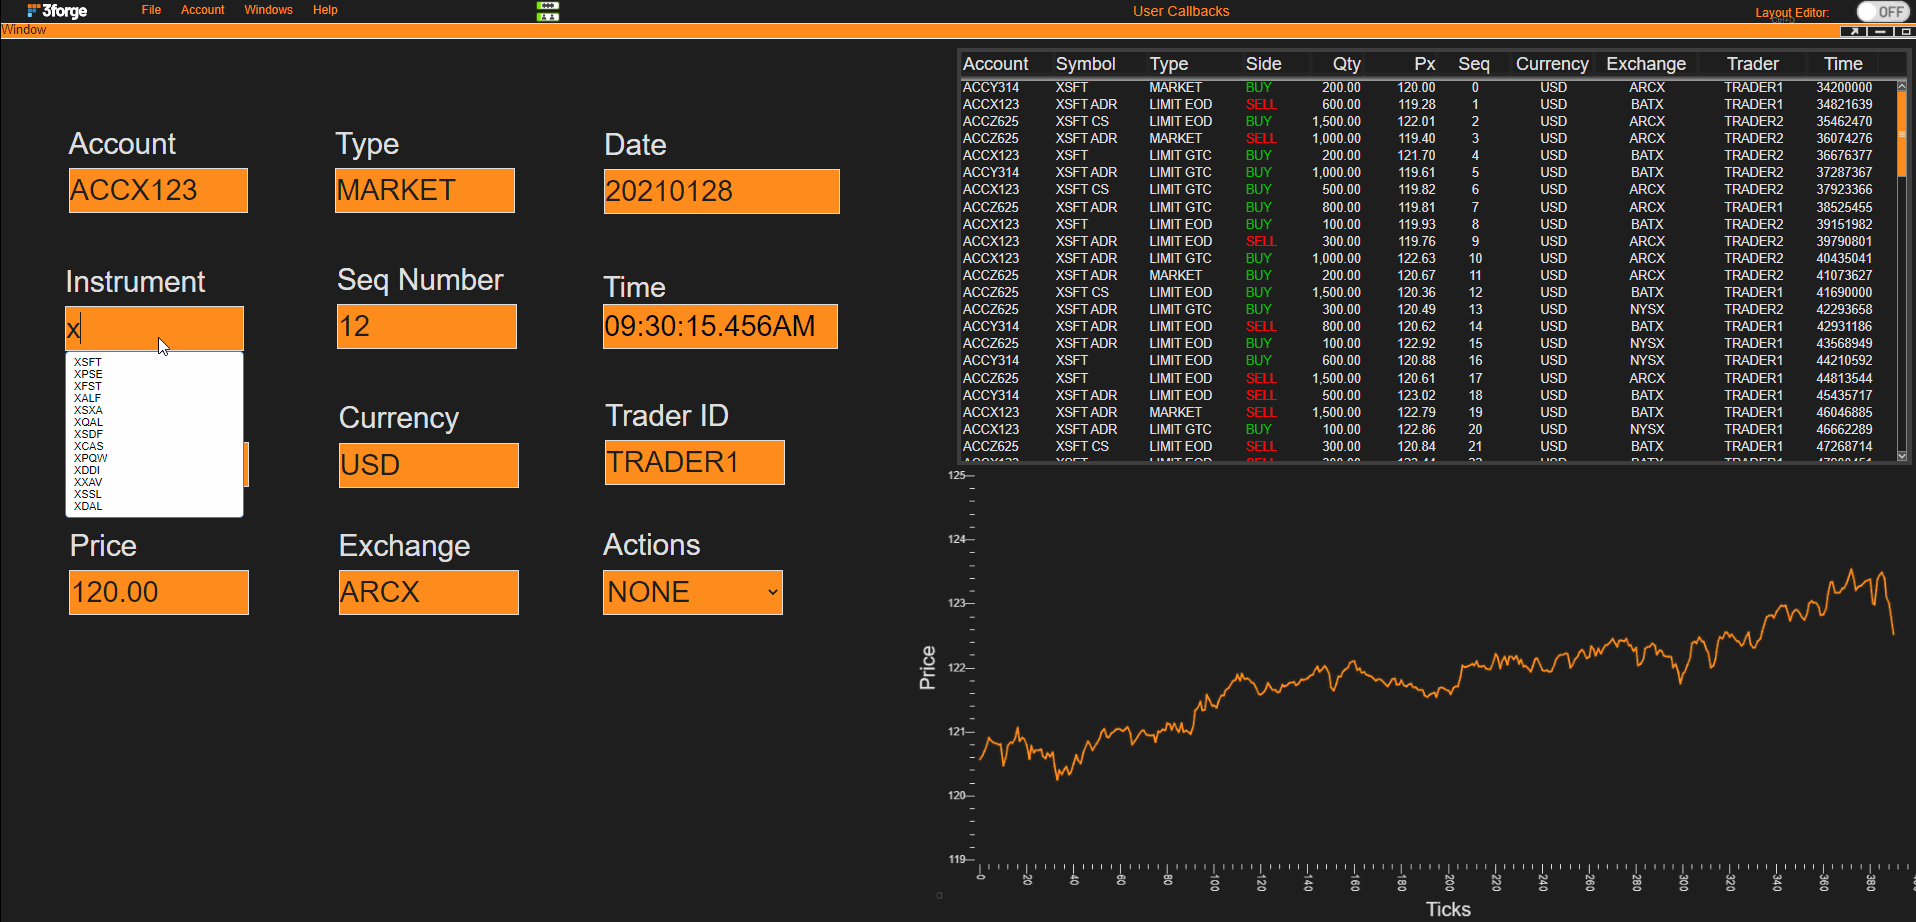 3forge File Account Windows Help User Callbacks Layout Editor: OFF
Window
Account Type Date
ACCX123 MARKET 20210128
Instrument Seq Number Time
x 12 09:30:15.456AM
XSFT
XPSE
XFST
XALF
XSXA
XQAL
XSDF
XCAS
XPQW
XDDI
XXAV
XSSL
XDAL
Currency Trader ID
USD TRADER1
Price Exchange Actions
120.00 ARCX NONE
Account Symbol Type Side Qty Px Seq Currency Exchange Trader Time
ACCY314 XSFT MARKET BUY 200.00 120.00 0 USD ARCX TRADER1 34200000
ACCX123 XSFT ADR LIMIT EOD SELL 600.00 119.28 1 USD BATX TRADER1 34821639
ACCZ625 XSFT CS LIMIT EOD BUY 1,500.00 122.01 2 USD ARCX TRADER2 35462470
ACCZ625 XSFT ADR MARKET SELL 1,000.00 119.40 3 USD ARCX TRADER2 36074276
ACCX123 XSFT LIMIT GTC BUY 200.00 121.70 4 USD BATX TRADER2 36676377
ACCY314 XSFT ADR LIMIT GTC BUY 1,000.00 119.61 5 USD BATX TRADER2 37287367
ACCX123 XSFT CS LIMIT GTC BUY 500.00 119.82 6 USD ARCX TRADER2 37923366
ACCZ625 XSFT ADR LIMIT GTC BUY 800.00 119.81 7 USD ARCX TRADER1 38525455
ACCX123 XSFT LIMIT EOD BUY 100.00 119.93 8 USD BATX TRADER2 39151982
ACCX123 XSFT ADR LIMIT EOD SELL 300.00 119.76 9 USD ARCX TRADER2 39790801
ACCX123 XSFT ADR LIMIT GTC BUY 1,000.00 122.63 10 USD ARCX TRADER2 40435041
ACCZ625 XSFT ADR MARKET BUY 200.00 120.67 11 USD ARCX TRADER2 41073627
ACCZ625 XSFT CS LIMIT EOD BUY 1,500.00 120.36 12 USD BATX TRADER1 41690000
ACCZ625 XSFT ADR LIMIT GTC BUY 300.00 120.49 13 USD NYSX TRADER2 42293658
ACCY314 XSFT ADR LIMIT EOD SELL 800.00 120.62 14 USD BATX TRADER1 42931186
ACCZ625 XSFT ADR LIMIT EOD BUY 100.00 122.92 15 USD NYSX TRADER1 43568949
ACCY314 XSFT LIMIT EOD BUY 600.00 120.88 16 USD NYSX TRADER1 44210592
ACCZ625 XSFT LIMIT EOD SELL 1,500.00 120.61 17 USD ARCX TRADER1 44813544
ACCY314 XSFT ADR LIMIT EOD SELL 500.00 123.02 18 USD BATX TRADER1 45435717
ACCX123 XSFT ADR MARKET SELL 1,500.00 122.79 19 USD BATX TRADER1 46046885
ACCX123 XSFT ADR LIMIT GTC BUY 100.00 122.86 20 USD NYSX TRADER1 46662289
ACCZ625 XSFT CS LIMIT EOD SELL 300.00 120.84 21 USD BATX TRADER1 47268714
125
124
123
122
121
120
119
Price
0 20 40 60 80 100 120 140 160 180 200 220 240 260 280 300 320 340 360 380
Ticks